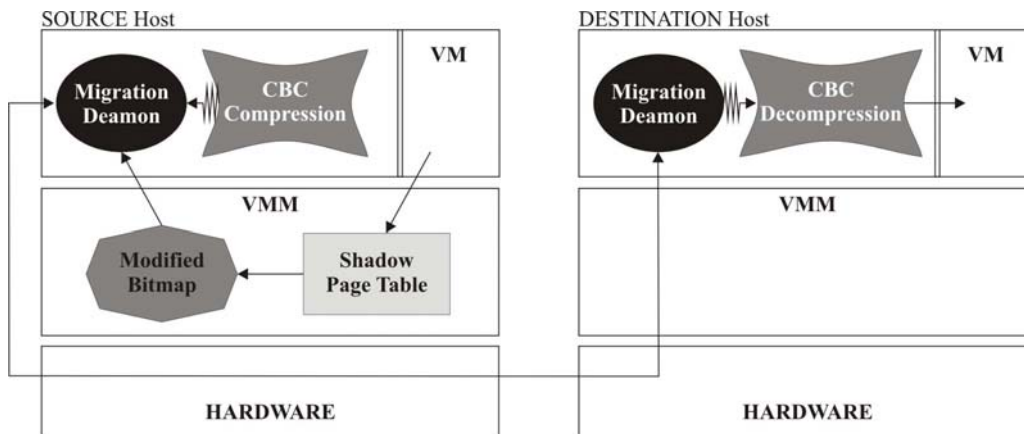 SOURCE Host
Migration
Deamon
CBC
Compression
VM
VMM
Modified
Bitmap
Shadow
Page Table
HARDWARE
DESTINATION Host
Migration
Deamon
CBC
Decompression
VM
VMM
HARDWARE